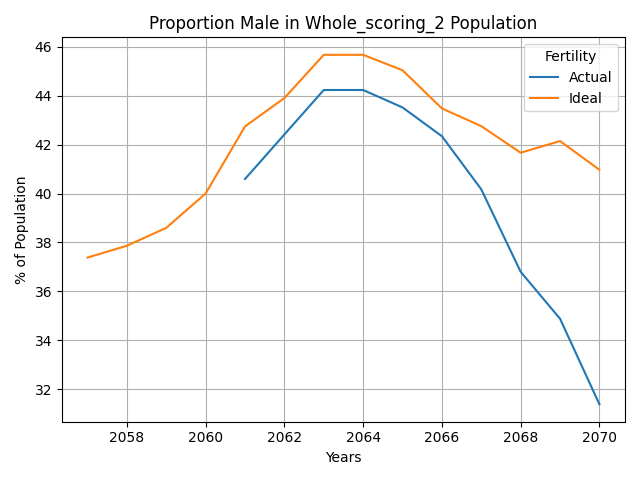 Proportion Male in Whole_scoring_2 Population
Fertility
Actual
Ideal
46
44
42
40
38
36
34
32
% of Population
2058 2060 2062 2064 2066 2068 2070
Years